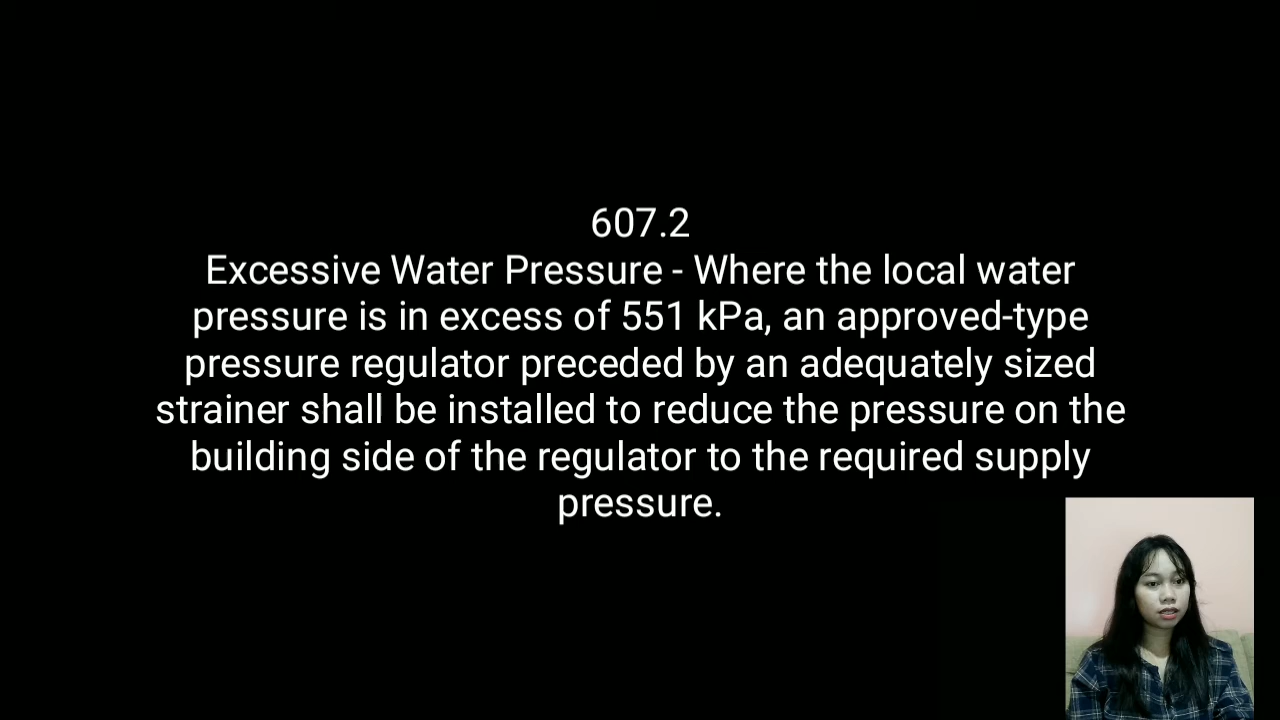 607.2
Excessive Water Pressure - Where the local water
pressure is in excess of 551 kPa, an approved-type
pressure regulator preceded by an adequately sized
strainer shall be installed to reduce the pressure on the
building side of the regulator to the required supply
pressure.